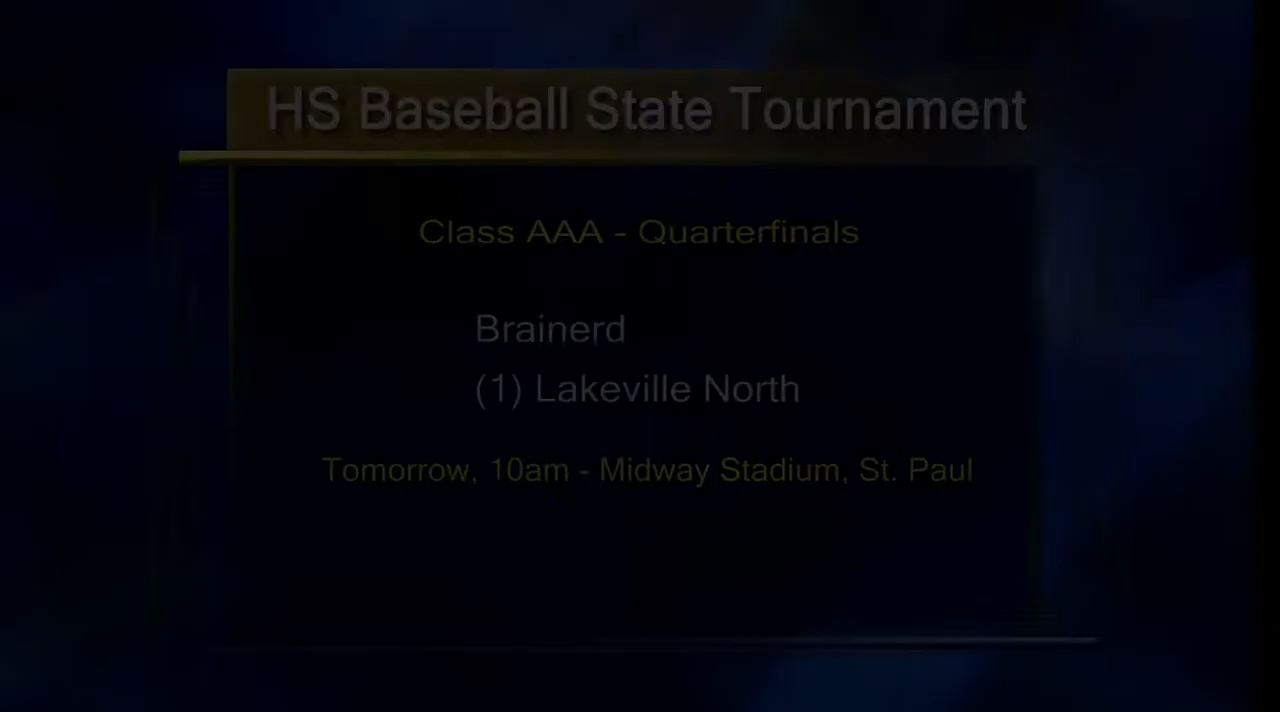 HS Baseball State Tournament
Class AAA - Quarterfinals
Brainerd
(1) Lakeville North
Tomorrow, 10am - Midway Stadium, St. Paul